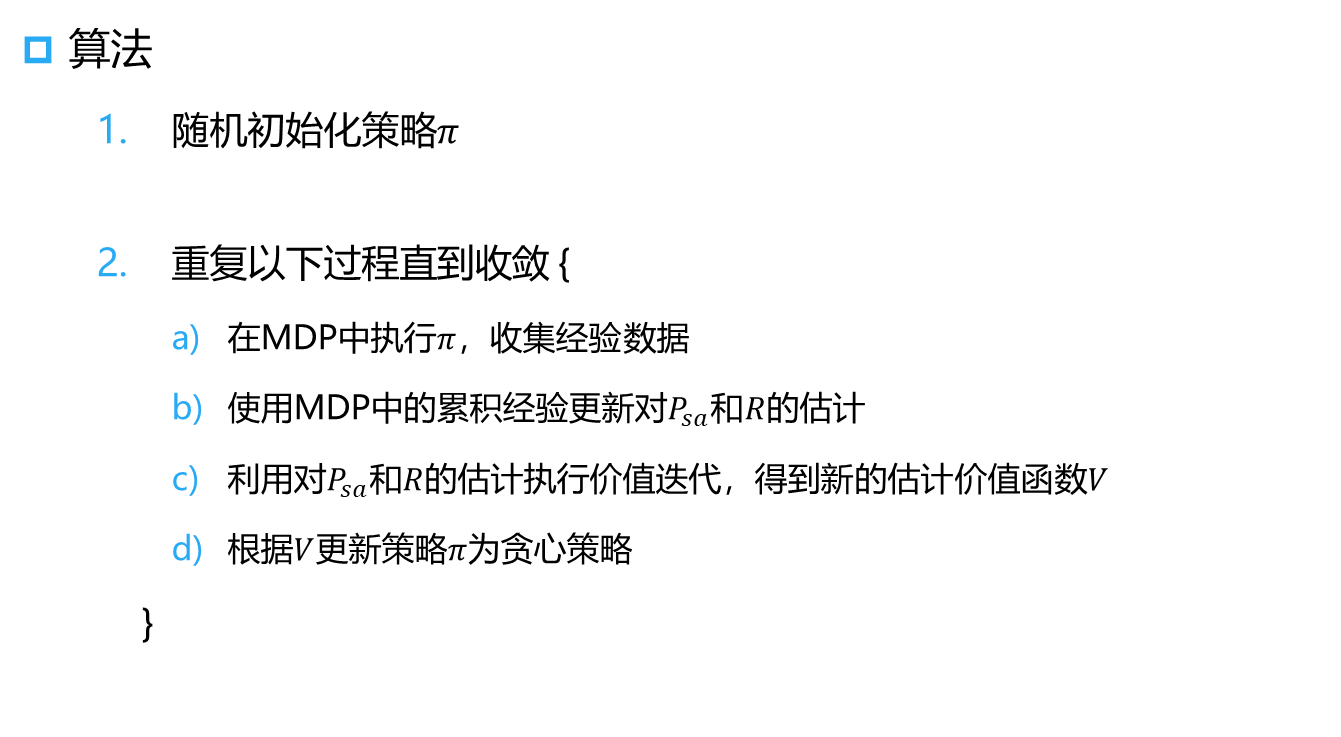 算法
1. 随机初始化策略π
2. 重复以下过程直到收敛 {
a) 在MDP中执行π，收集经验数据
b) 使用MDP中的累积经验更新对Pₛₐ和R的估计
c) 利用对Pₛₐ和R的估计执行价值迭代，得到新的估计价值函数V
d) 根据V更新策略π为贪心策略
}